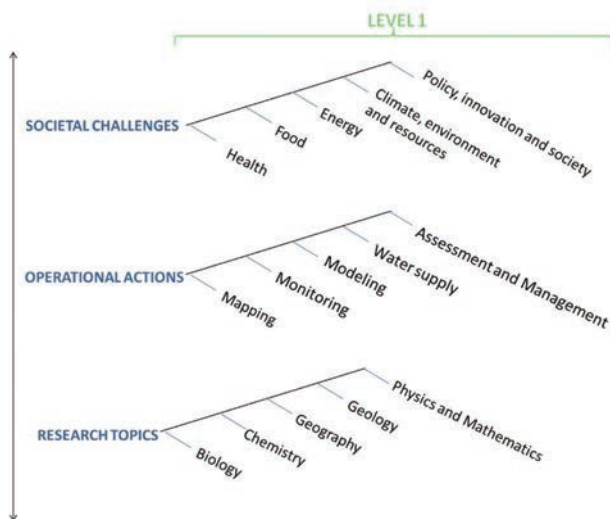 LEVEL 1
SOCIETAL CHALLENGES
Health
Food
Energy
Climate, environment
and resources
Policy, innovation and society
OPERATIONAL ACTIONS
Mapping
Monitoring
Modeling
Water supply
Assessment and Management
RESEARCH TOPICS
Biology
Chemistry
Geography
Geology
Physics and Mathematics